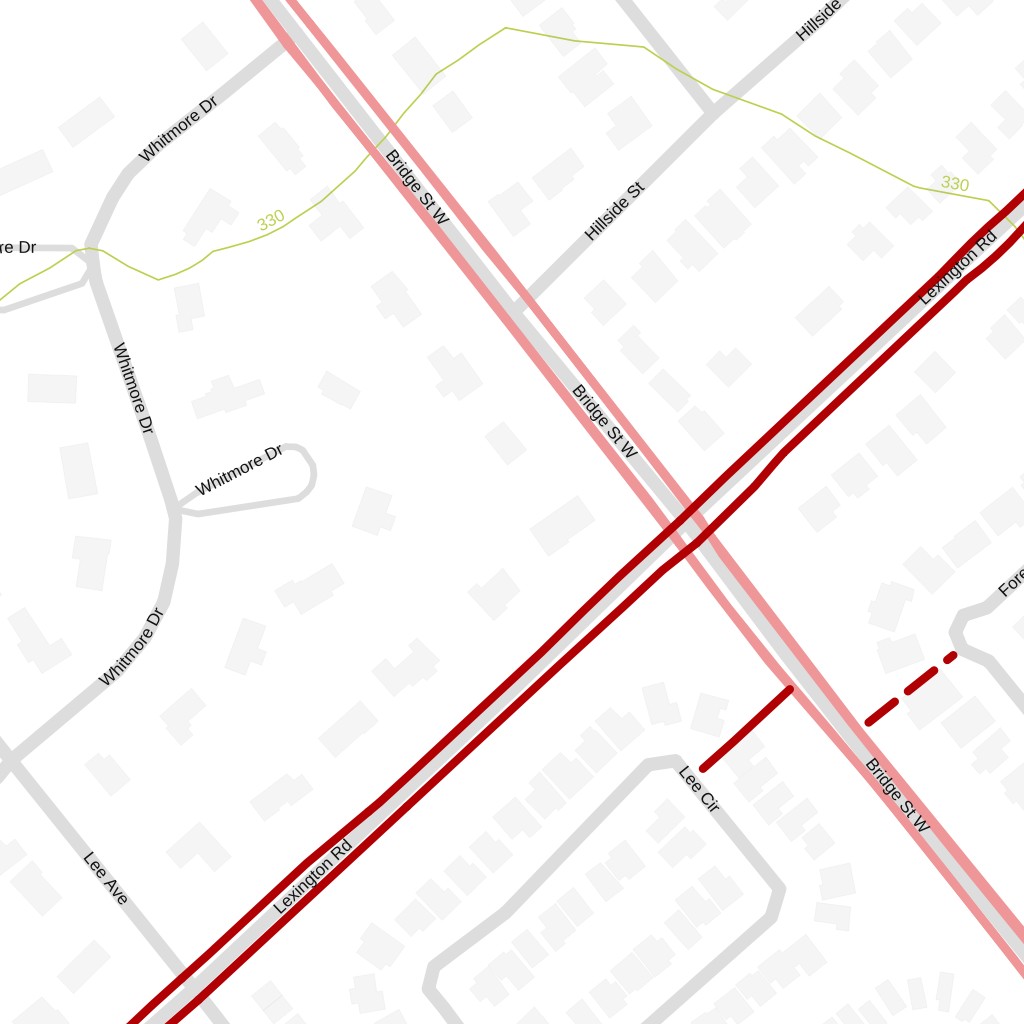 Hillside
Whitmore Dr
Bridge St W
330
Hillside St
330
re Dr
Lexington Rd
Whitmore Dr
Bridge St W
Whitmore Dr
Fore
Whitmore Dr
Lee Cir
Bridge St W
Lexington Rd
Lee Ave